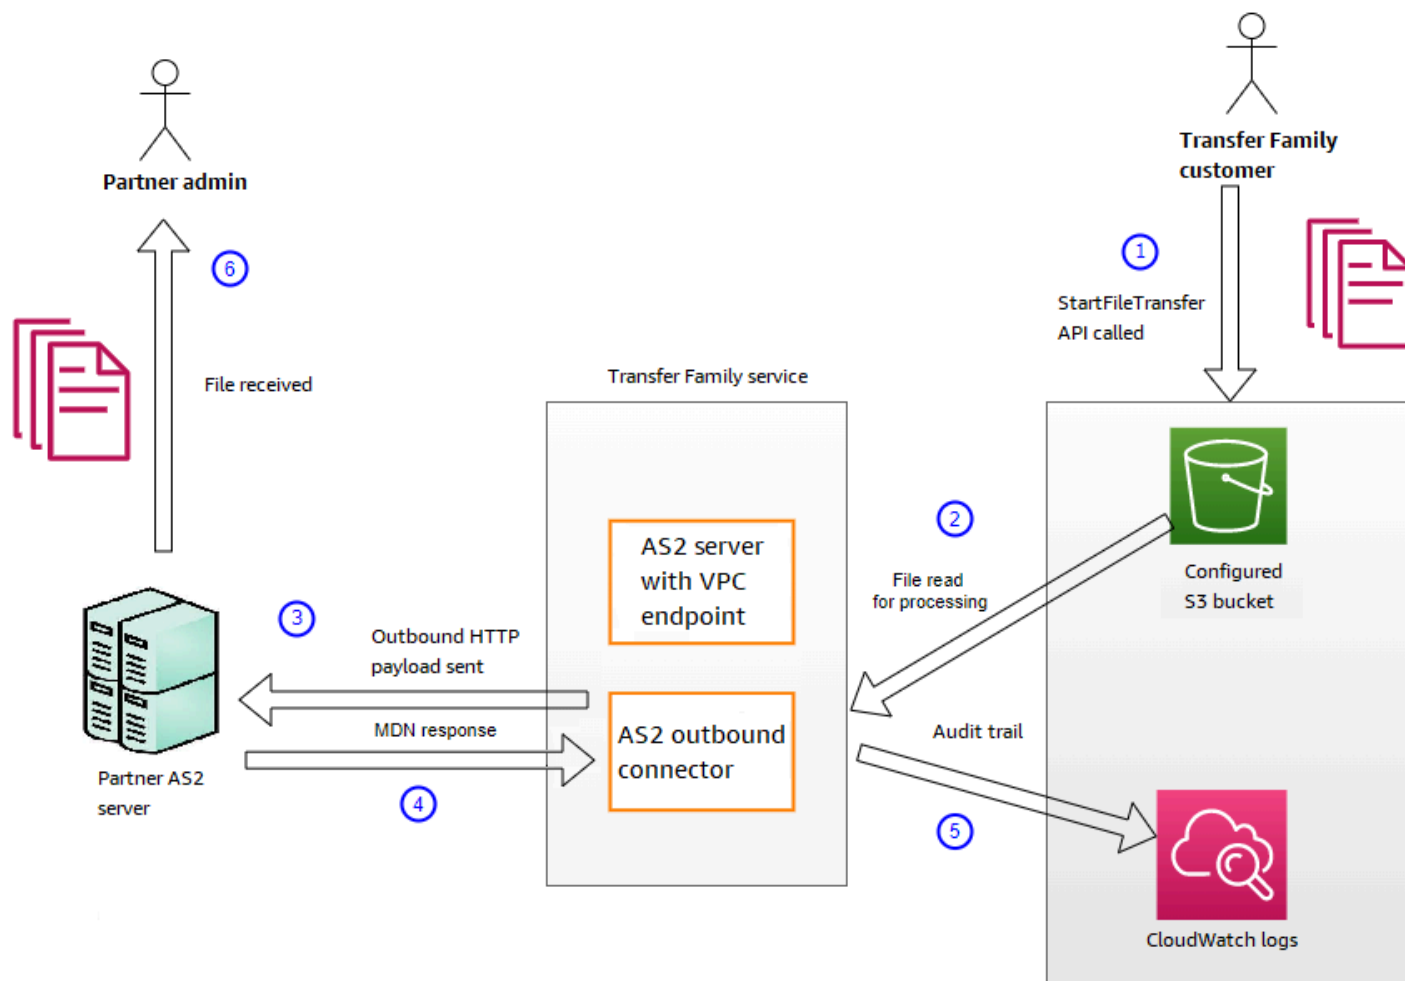 Transfer Family
customer
Partner admin
1
StartFileTransfer
API called
6
File received
Transfer Family service
2
File read
for processing
AS2 server
with VPC
endpoint
Configured
S3 bucket
3
Outbound HTTP
payload sent
MDN response
4
AS2 outbound
connector
Audit trail
5
Partner AS2
server
CloudWatch logs